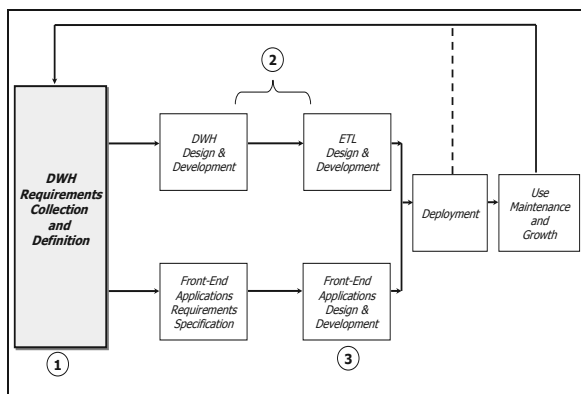 2
DWH
Design &
Development
ETL
Design &
Development
DWH
Requirements
Collection
and
Definition
Deployment
Use
Maintenance
and
Growth
Front-End
Applications
Requirements
Specification
Front-End
Applications
Design &
Development
1
3